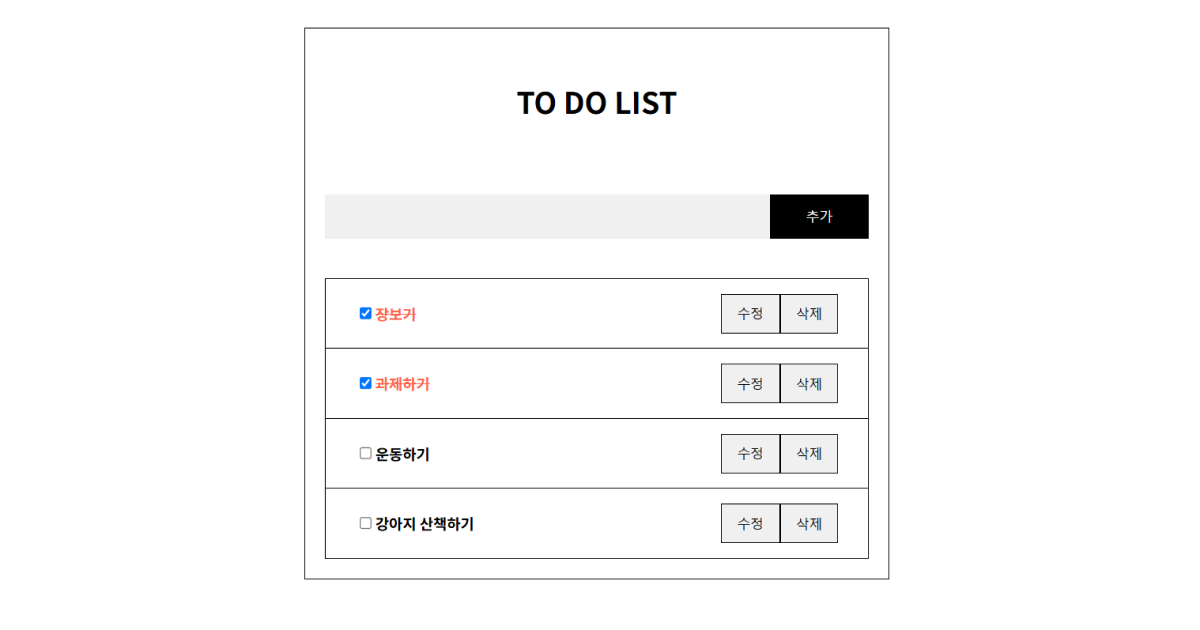 TO DO LIST
추가
장보기 수정 삭제
과제하기 수정 삭제
운동하기 수정 삭제
강아지 산책하기 수정 삭제